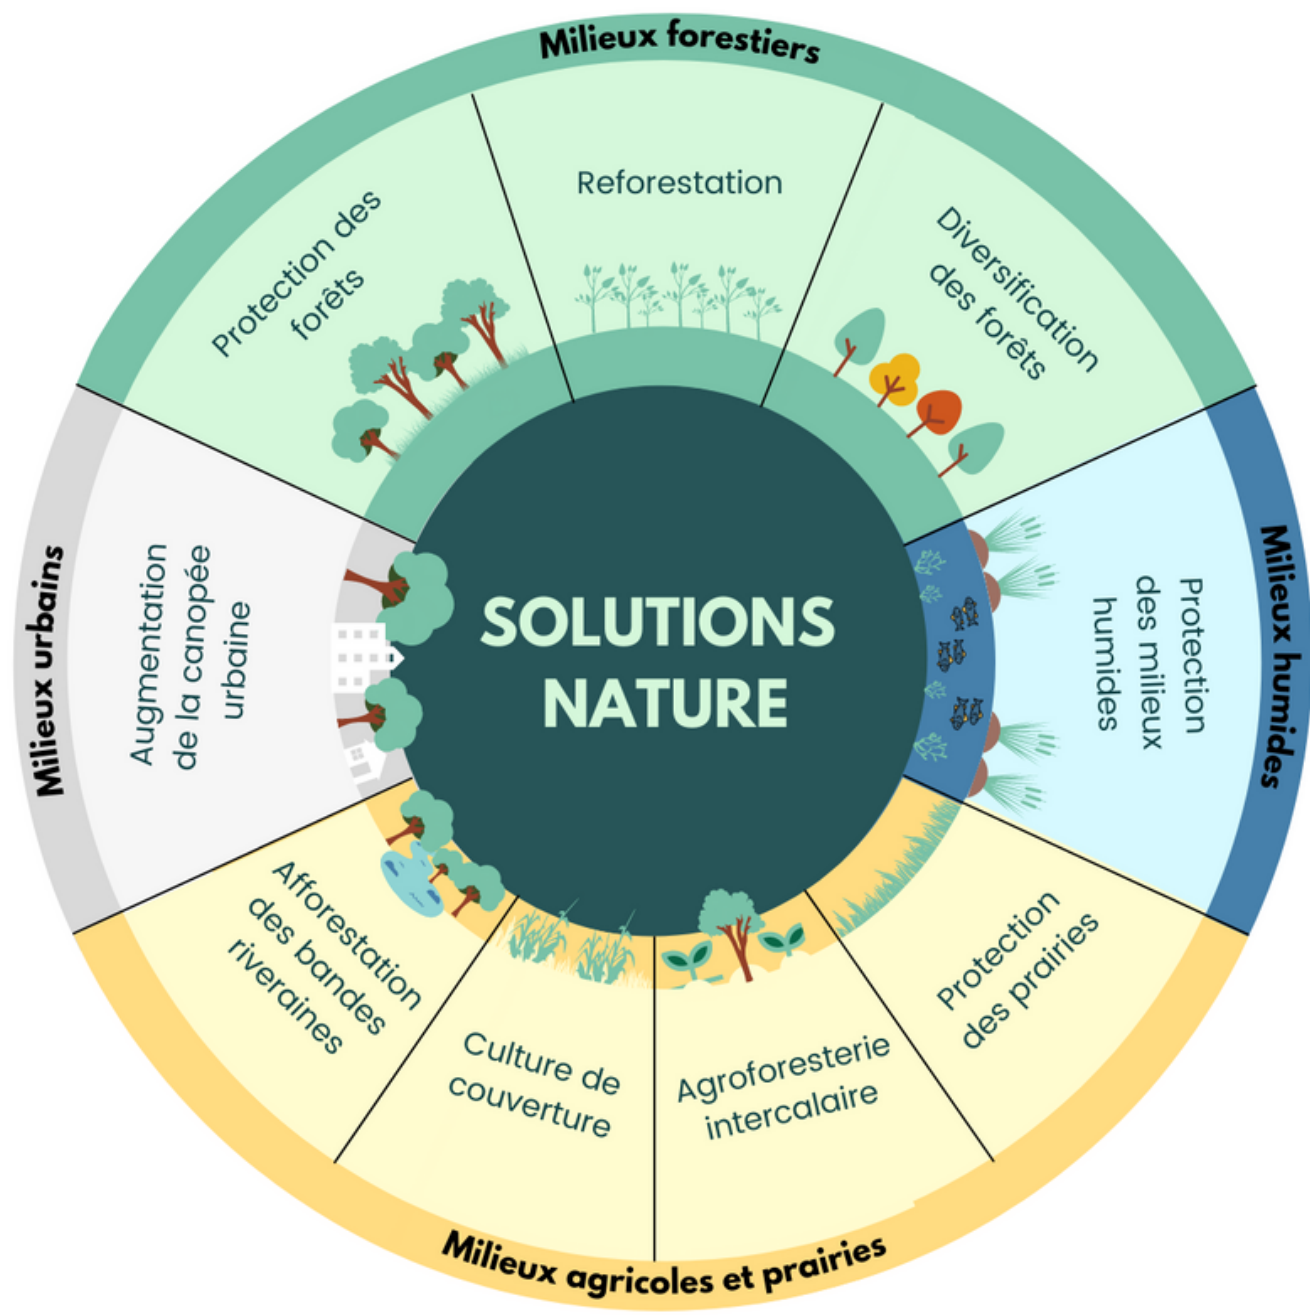 Milieux forestiers
Protection des
forêts
Reforestation
Diversification
des forêts
Milieux humides
Protection
des milieux
humides
Milieux agricoles et prairies
Protection
des prairies
Agroforesterie
intercalaire
Culture de
couverture
Afforestation
des bandes
riveraines
Milieux urbains
Augmentation
de la canopée
urbaine
SOLUTIONS
NATURE